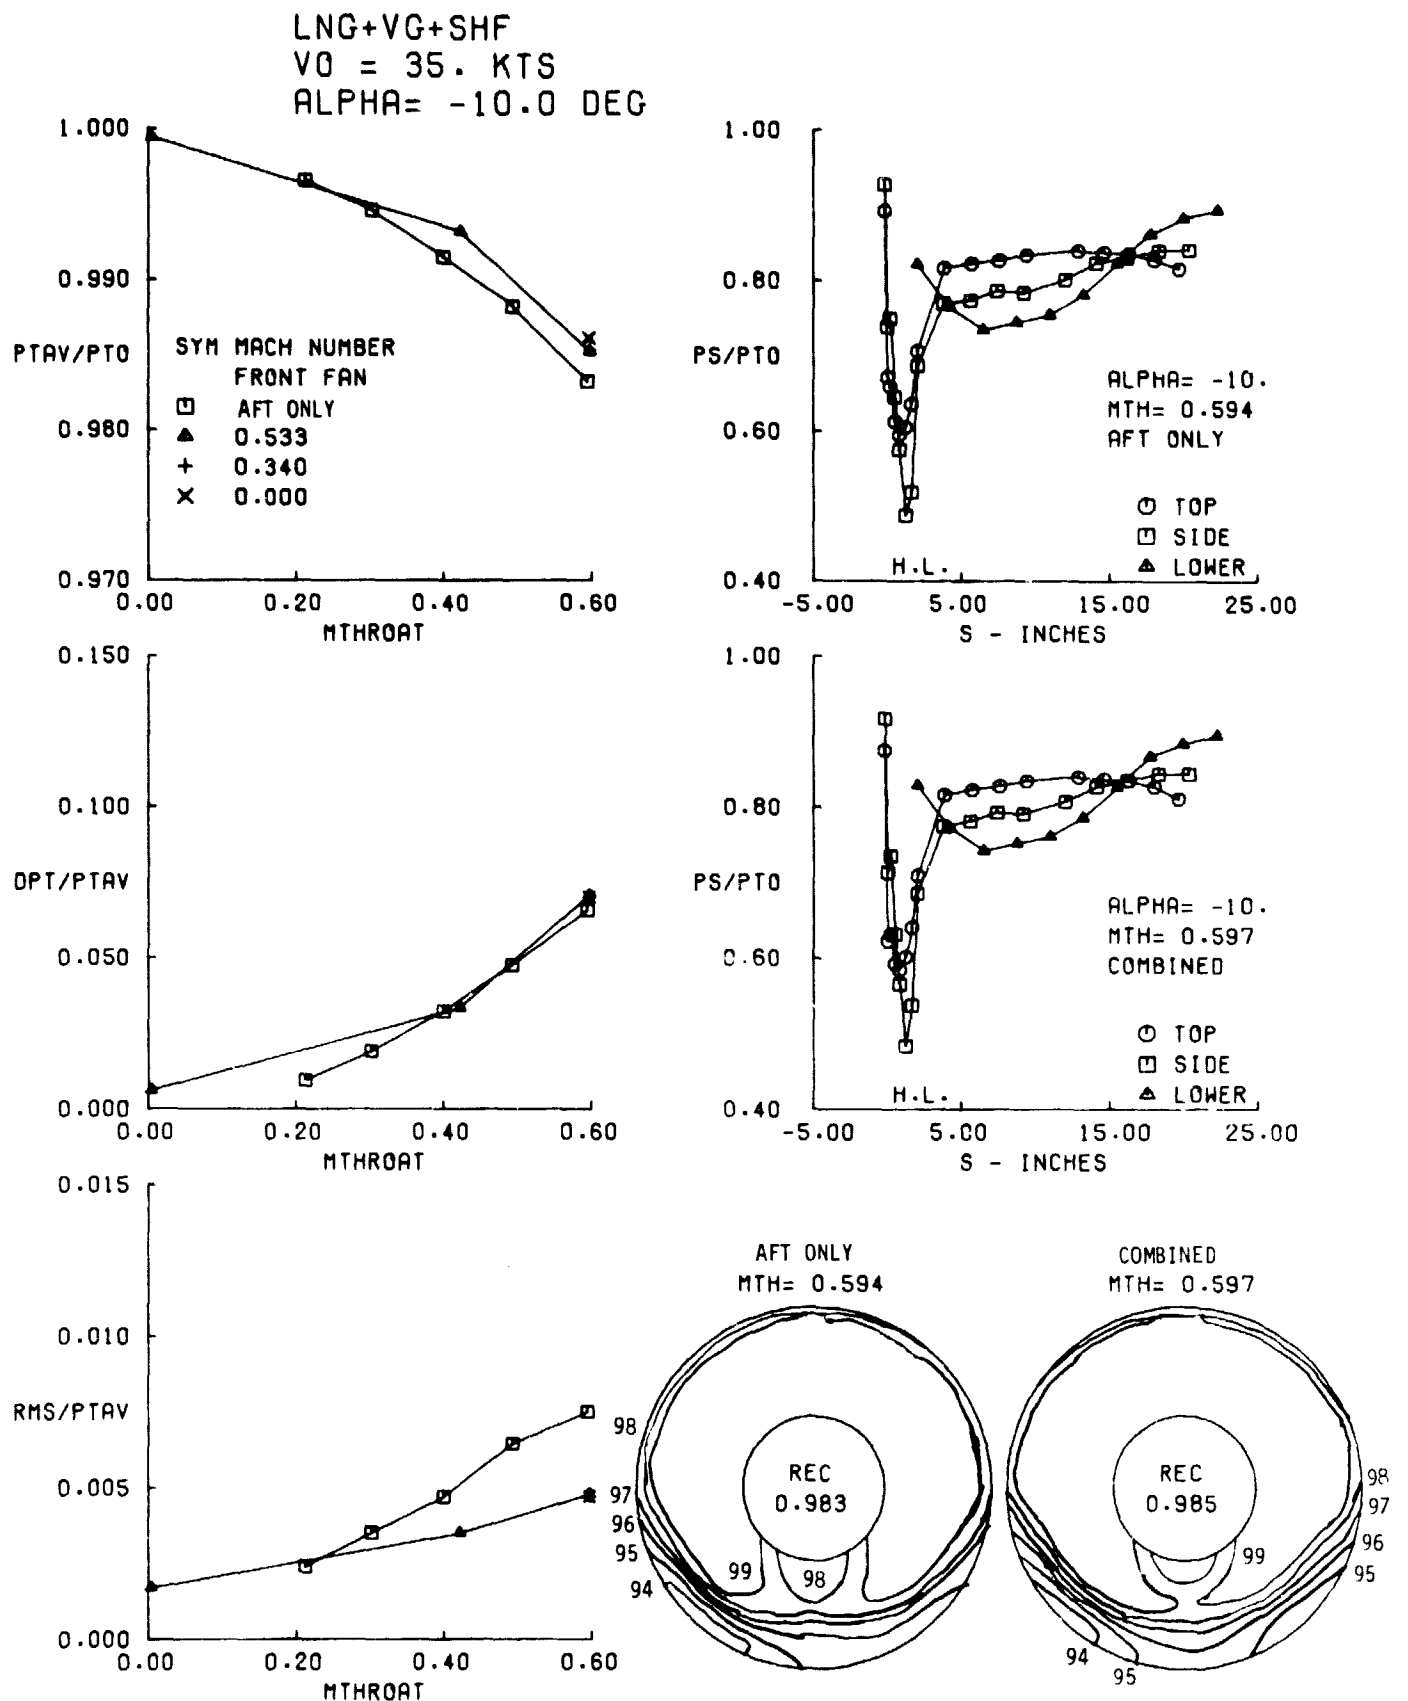 LNG+VG+SHF
VO = 35. KTS
ALPHA= -10.0 DEG
1.000
0.990
PTAV/PTO
0.980
0.970
SYM MACH NUMBER
FRONT FAN
AFT ONLY
0.533
0.340
0.000
0.00 0.20 0.40 0.60
MTHROAT
1.00
0.80
PS/PTO
0.60
0.40
ALPHA= -10.
MTH= 0.594
AFT ONLY
TOP
SIDE
LOWER
H.L.
-5.00 5.00 15.00 25.00
S - INCHES
0.150
0.100
DPT/PTAV
0.050
0.000
0.00 0.20 0.40 0.60
MTHROAT
1.00
0.80
PS/PTO
0.60
0.40
ALPHA= -10.
MTH= 0.597
COMBINED
TOP
SIDE
LOWER
H.L.
-5.00 5.00 15.00 25.00
S - INCHES
0.015
0.010
RMS/PTAV
0.005
0.000
0.00 0.20 0.40 0.60
MTHROAT
AFT ONLY
MTH= 0.594
98
97
96
95
94
REC
0.983
99
98
COMBINED
MTH= 0.597
REC
0.985
98
97
96
95
99
94
95